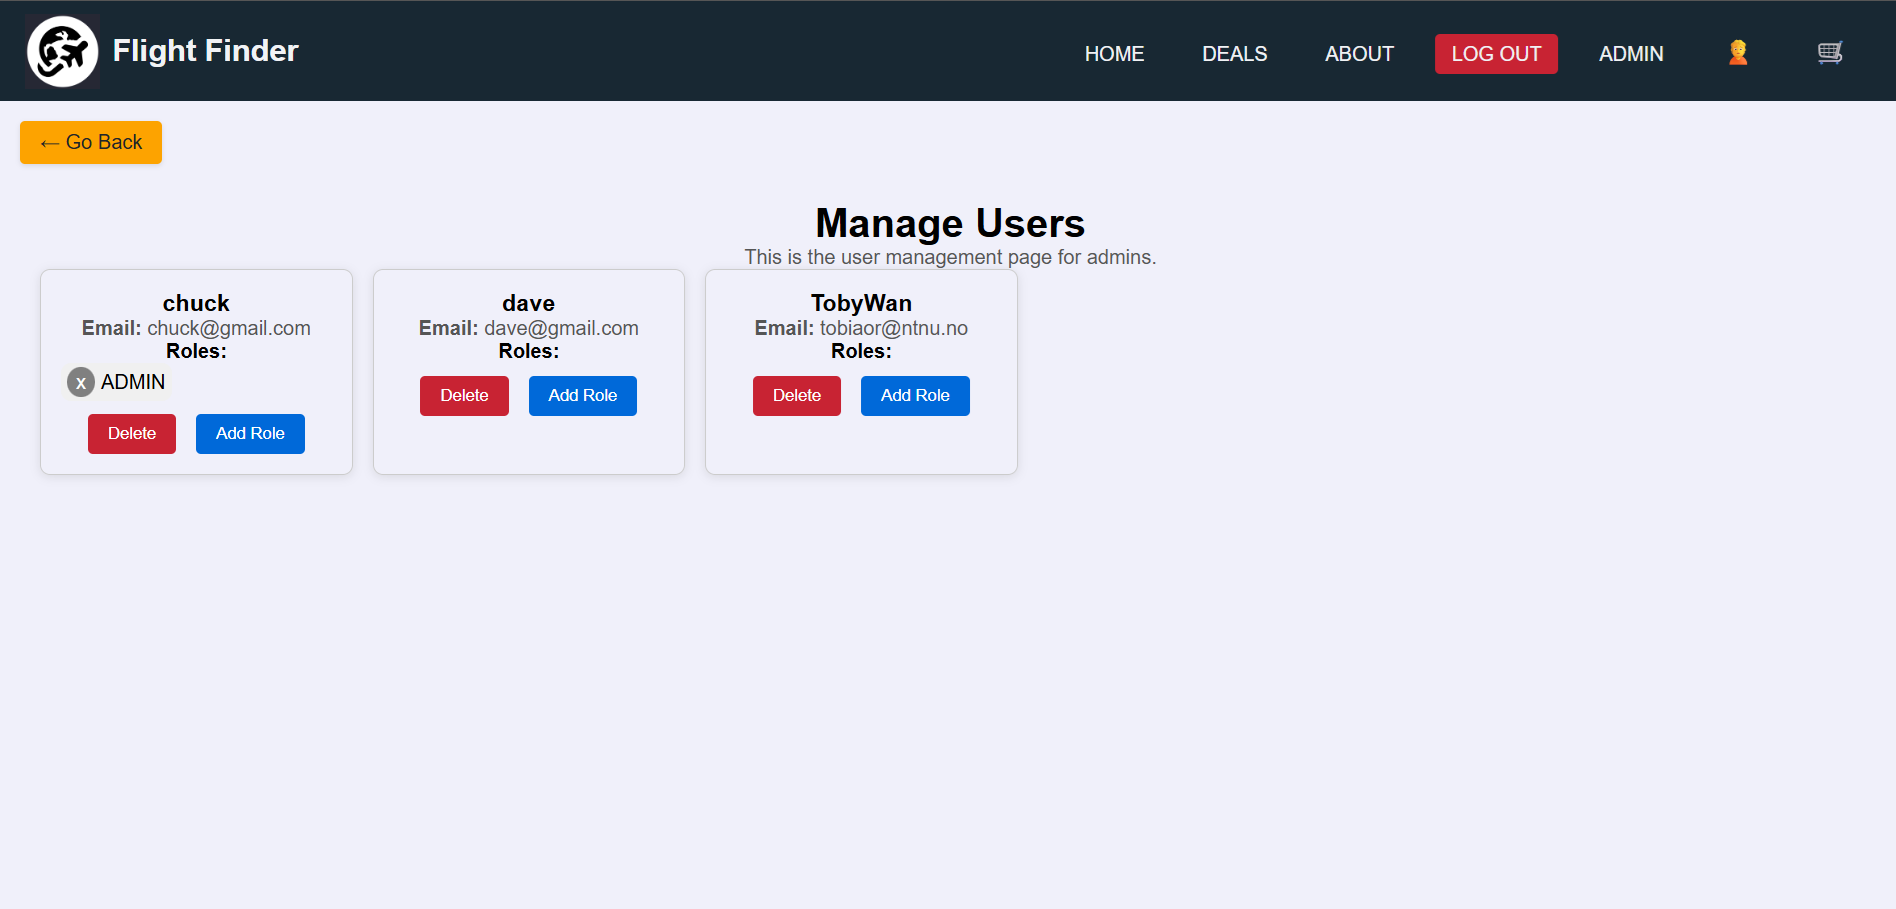 Flight Finder
HOME DEALS ABOUT LOG OUT ADMIN
← Go Back
Manage Users
This is the user management page for admins.
chuck
Email: chuck@gmail.com
Roles:
x ADMIN
Delete Add Role
dave
Email: dave@gmail.com
Roles:
Delete Add Role
TobyWan
Email: tobiaor@ntnu.no
Roles:
Delete Add Role